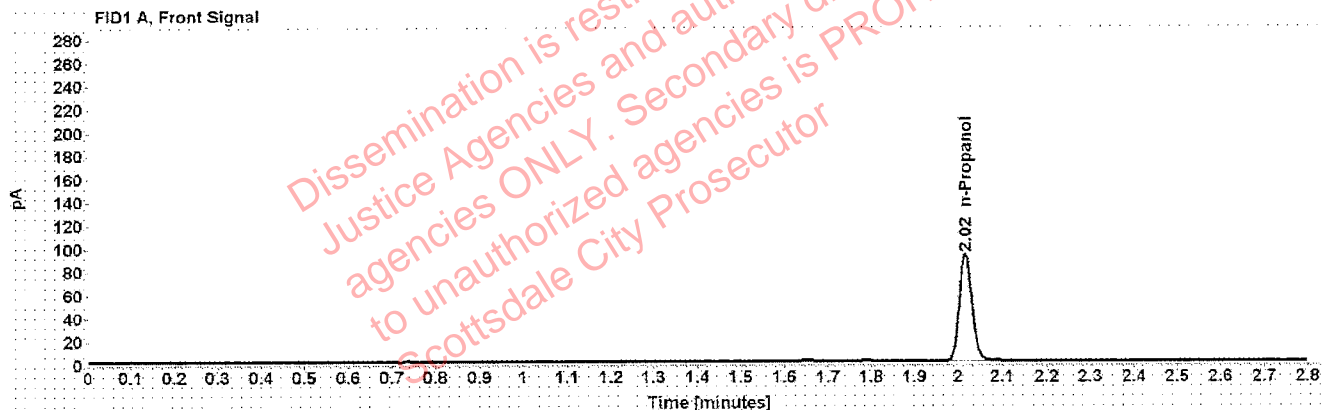 FID1 A, Front Signal
280
260
240
220
200
180
160
140
120
100
80
60
40
20
0
pA
2.02 n-Propanol
0 0.1 0.2 0.3 0.4 0.5 0.6 0.7 0.8 0.9 1 1.1 1.2 1.3 1.4 1.5 1.6 1.7 1.8 1.9 2 2.1 2.2 2.3 2.4 2.5 2.6 2.7 2.8
Time [minutes]
Dissemination is
Justice Agencies and
agencies ONLY. Secondary
to unauthorized agencies is
Scottsdale City Prosecutor